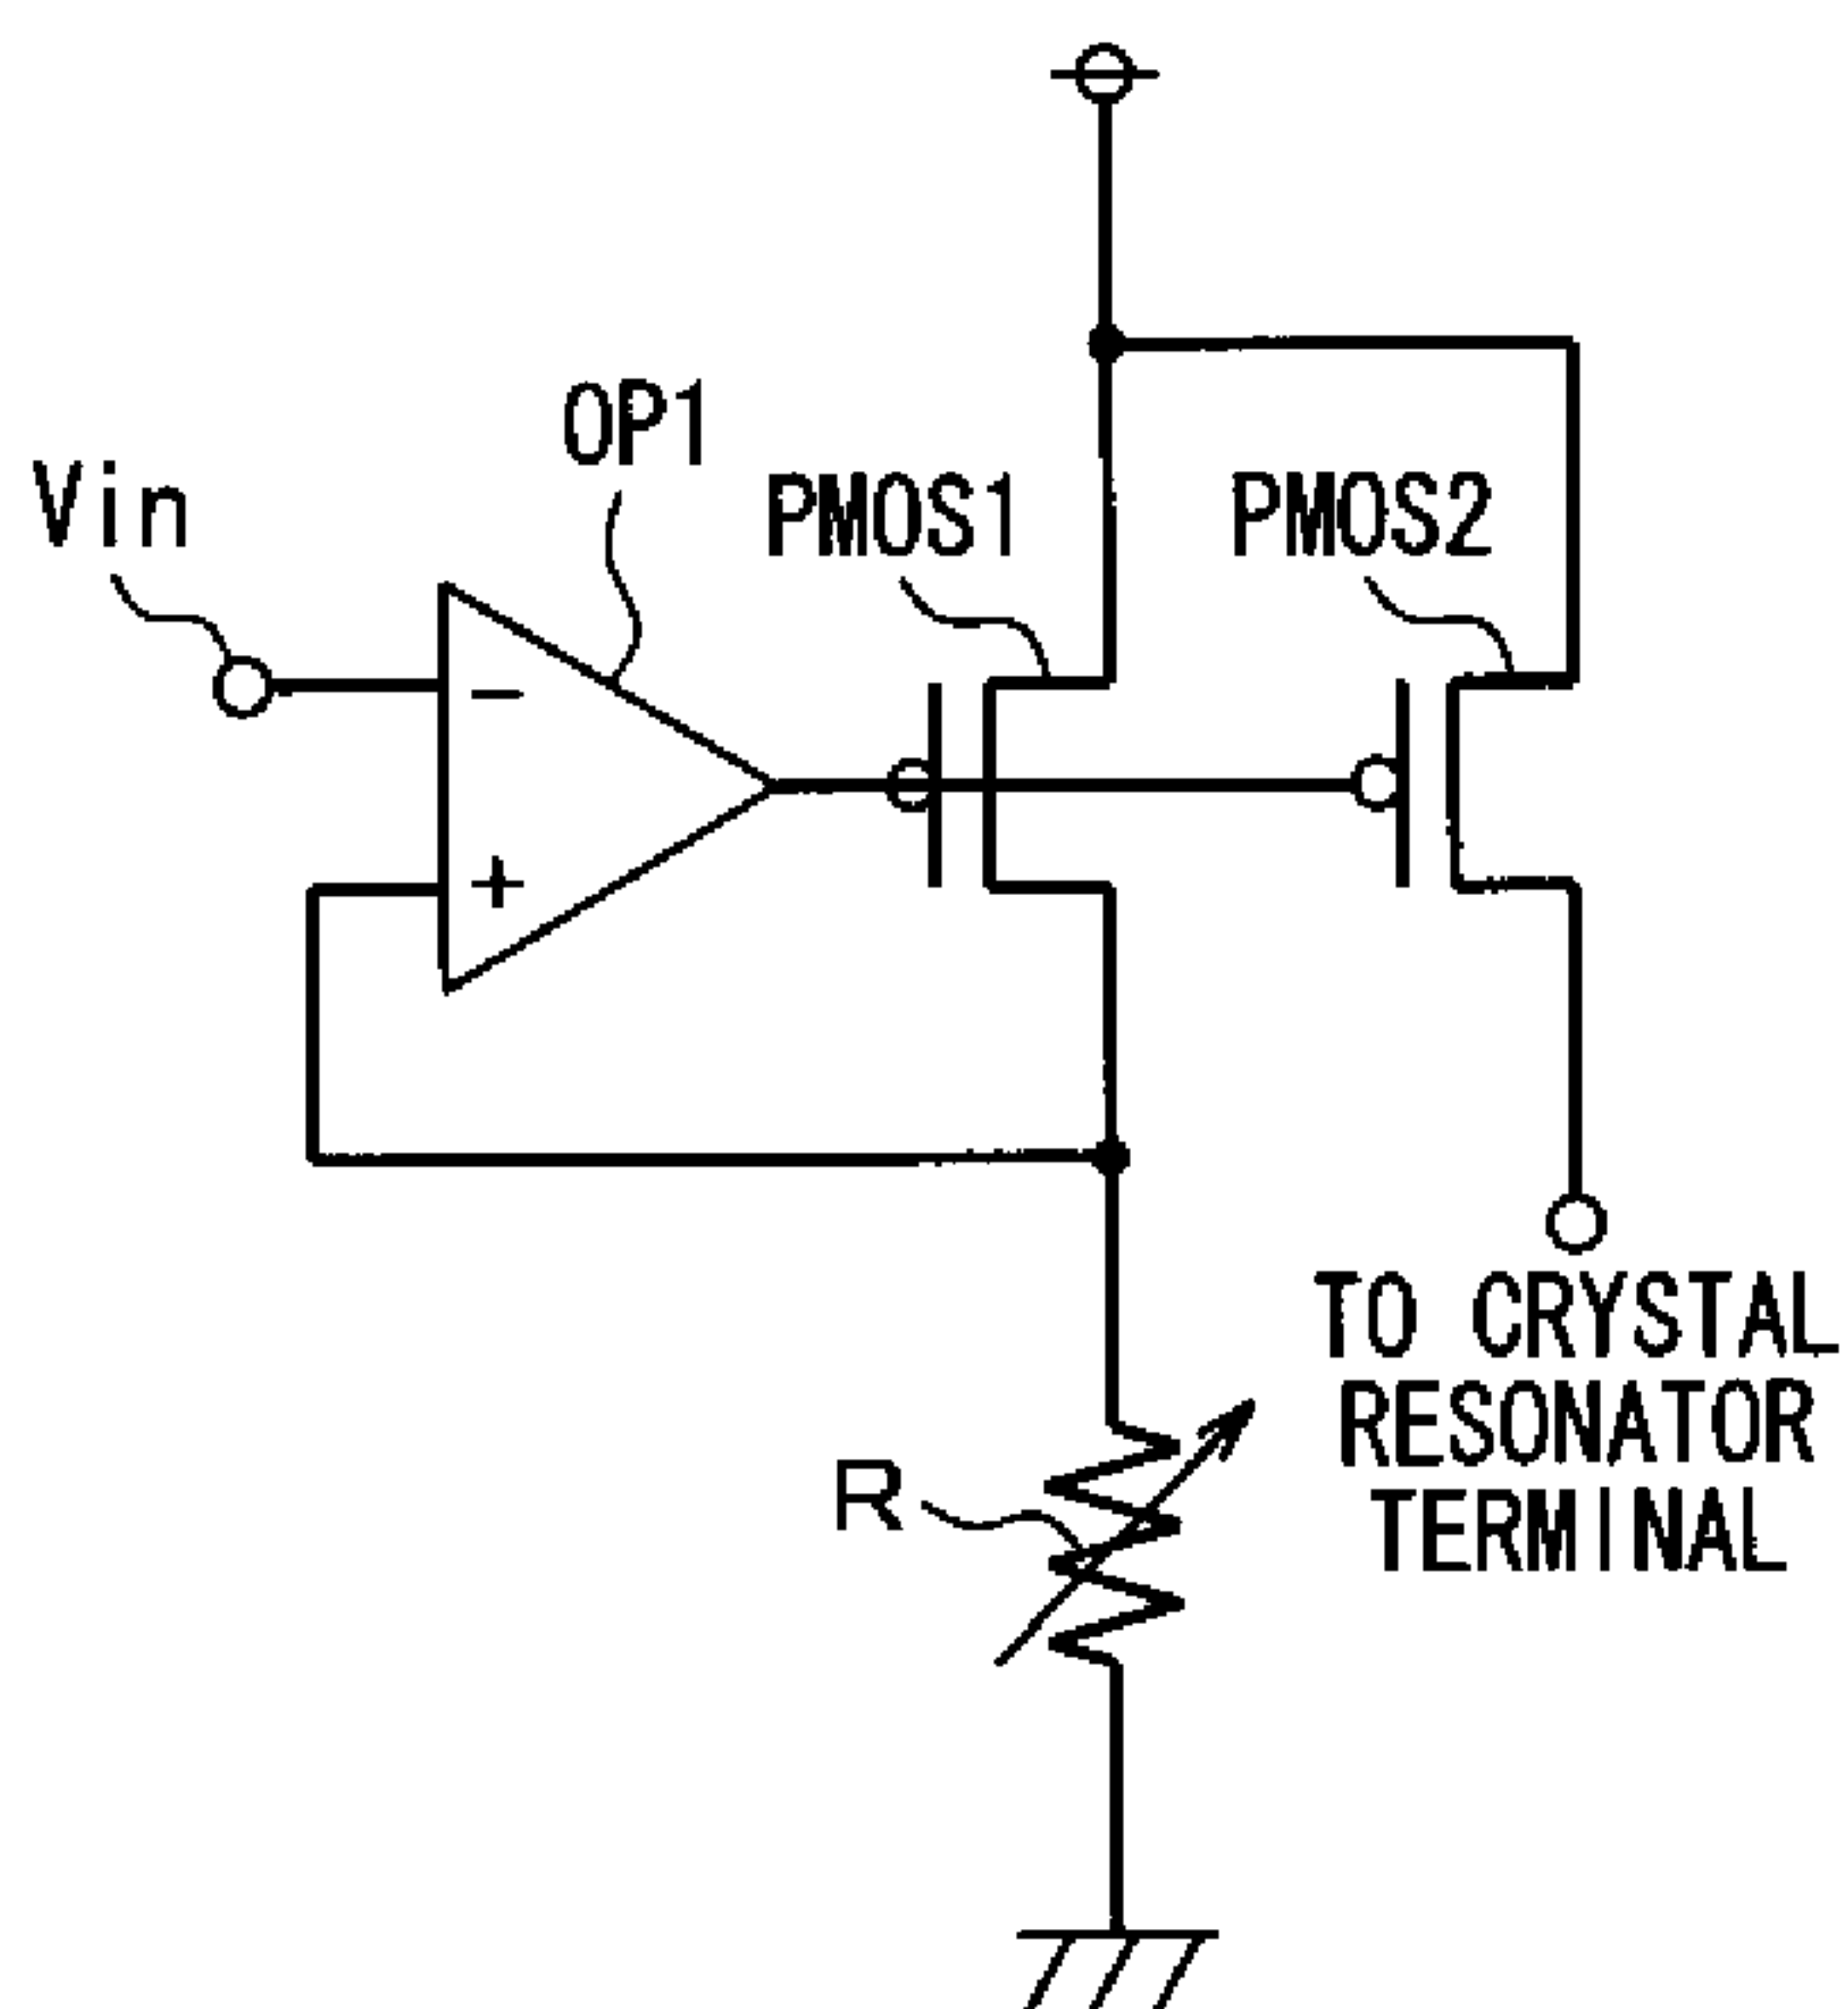 OP1
Vin
PMOS1
PMOS2
−
+
TO CRYSTAL
RESONATOR
TERMINAL
R